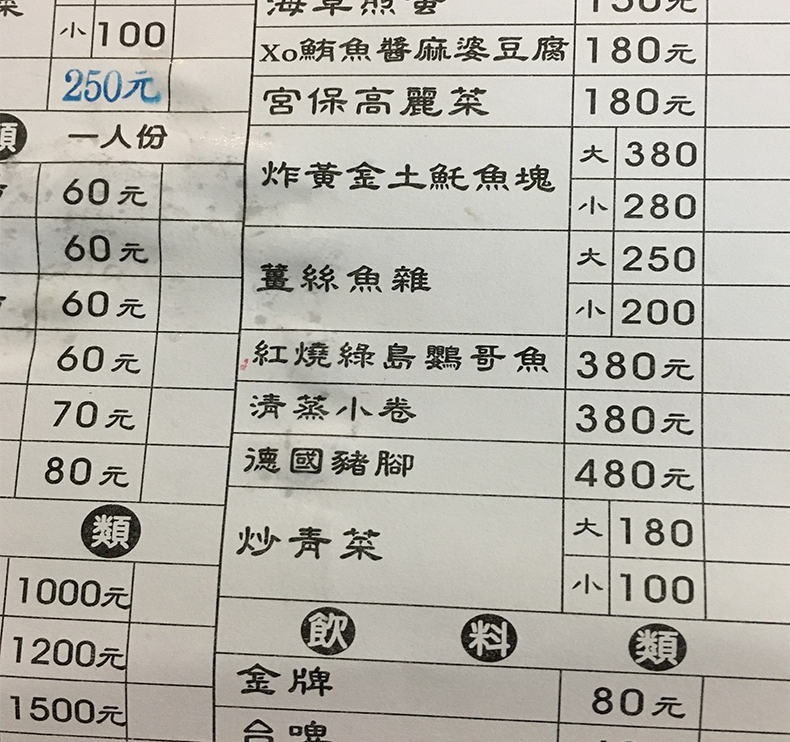 小 100
250元
類 一人份
60元
60元
60元
60元
70元
80元
類
1000元
1200元
1500元
海草煎蛋
Xo鮪魚醬麻婆豆腐 180元
宮保高麗菜 180元
炸黃金土魠魚塊 大 380
小 280
薑絲魚雜 大 250
小 200
紅燒綠島鸚哥魚 380元
清蒸小卷 380元
德國豬腳 480元
炒青菜 大 180
小 100
飲料類
金牌 80元
台啤